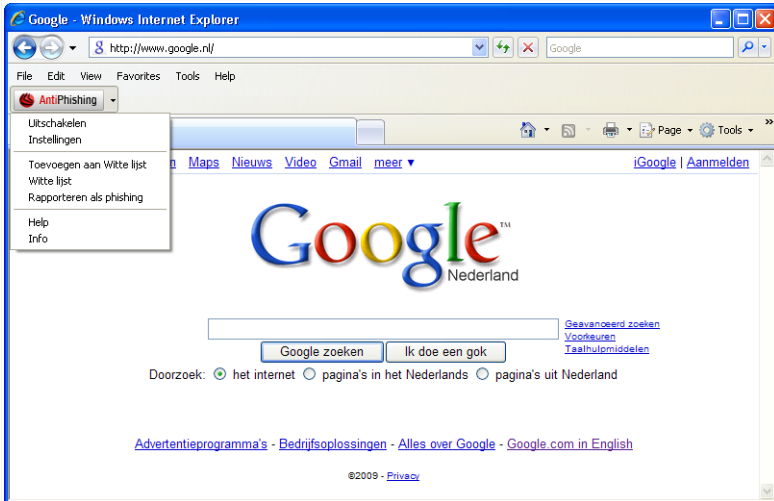 Google - Windows Internet Explorer
http://www.google.nl/
Google
File Edit View Favorites Tools Help
AntiPhishing
Uitschakelen
Instellingen
Toevoegen aan Witte lijst
Witte lijst
Rapporteren als phishing
Help
Info
Page Tools »
Maps Nieuws Video Gmail meer ▼
iGoogle | Aanmelden
Google™
Nederland
Geavanceerd zoeken
Voorkeuren
Taalhulpmiddelen
Google zoeken Ik doe een gok
Doorzoek: het internet pagina's in het Nederlands pagina's uit Nederland
Advertentieprogramma's - Bedrijfsoplossingen - Alles over Google - Google.com in English
©2009 - Privacy